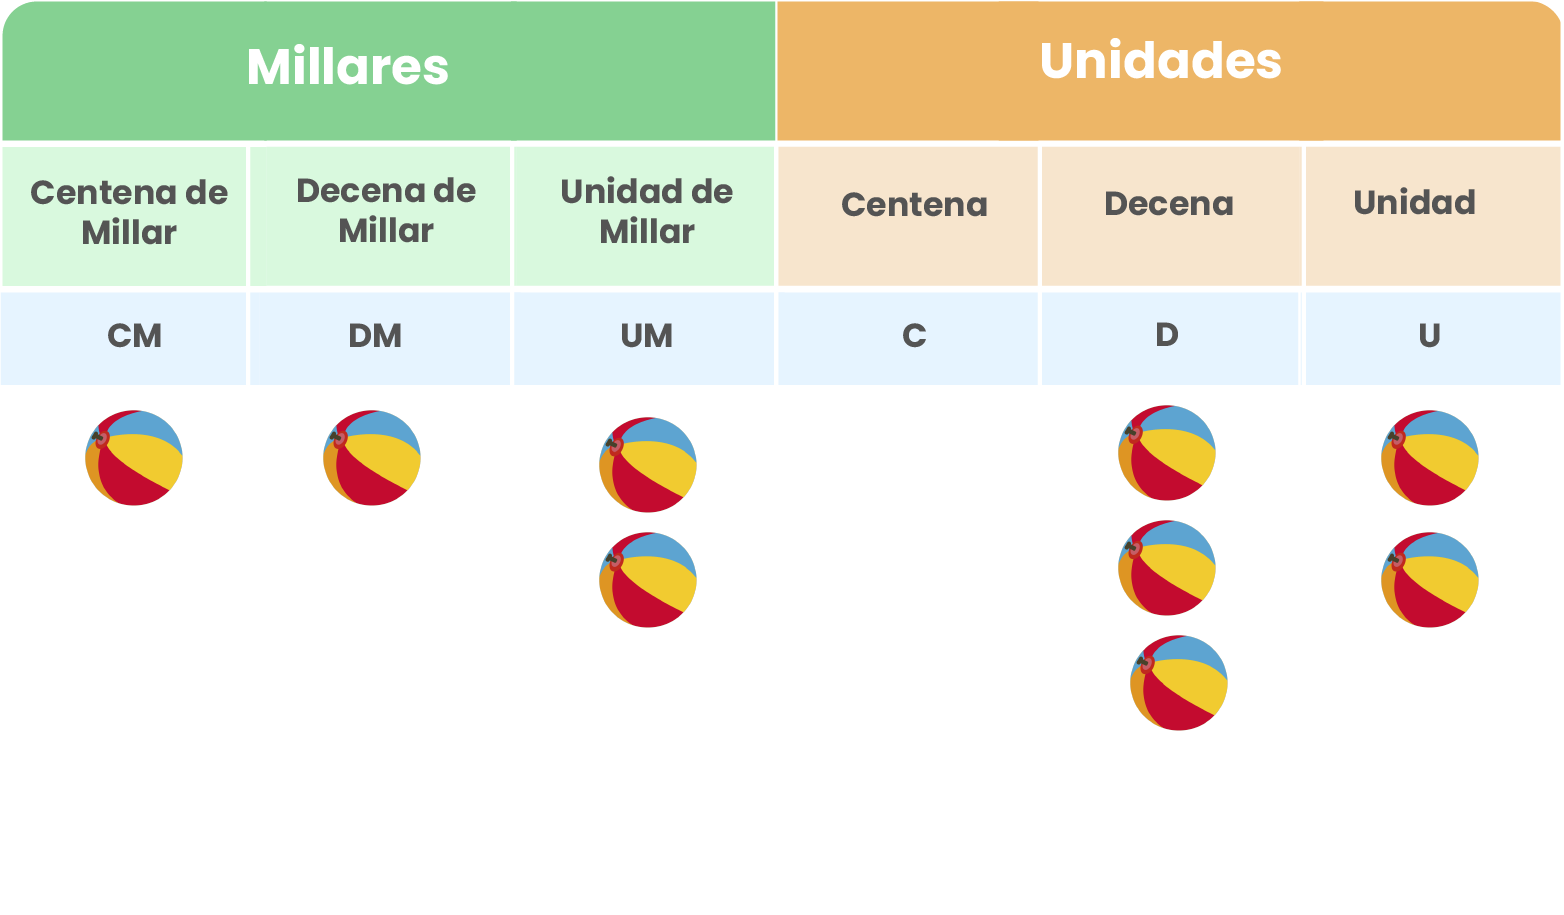 Millares
Unidades
Centena de
Millar
Decena de
Millar
Unidad de
Millar
Centena
Decena
Unidad
CM
DM
UM
C
D
U